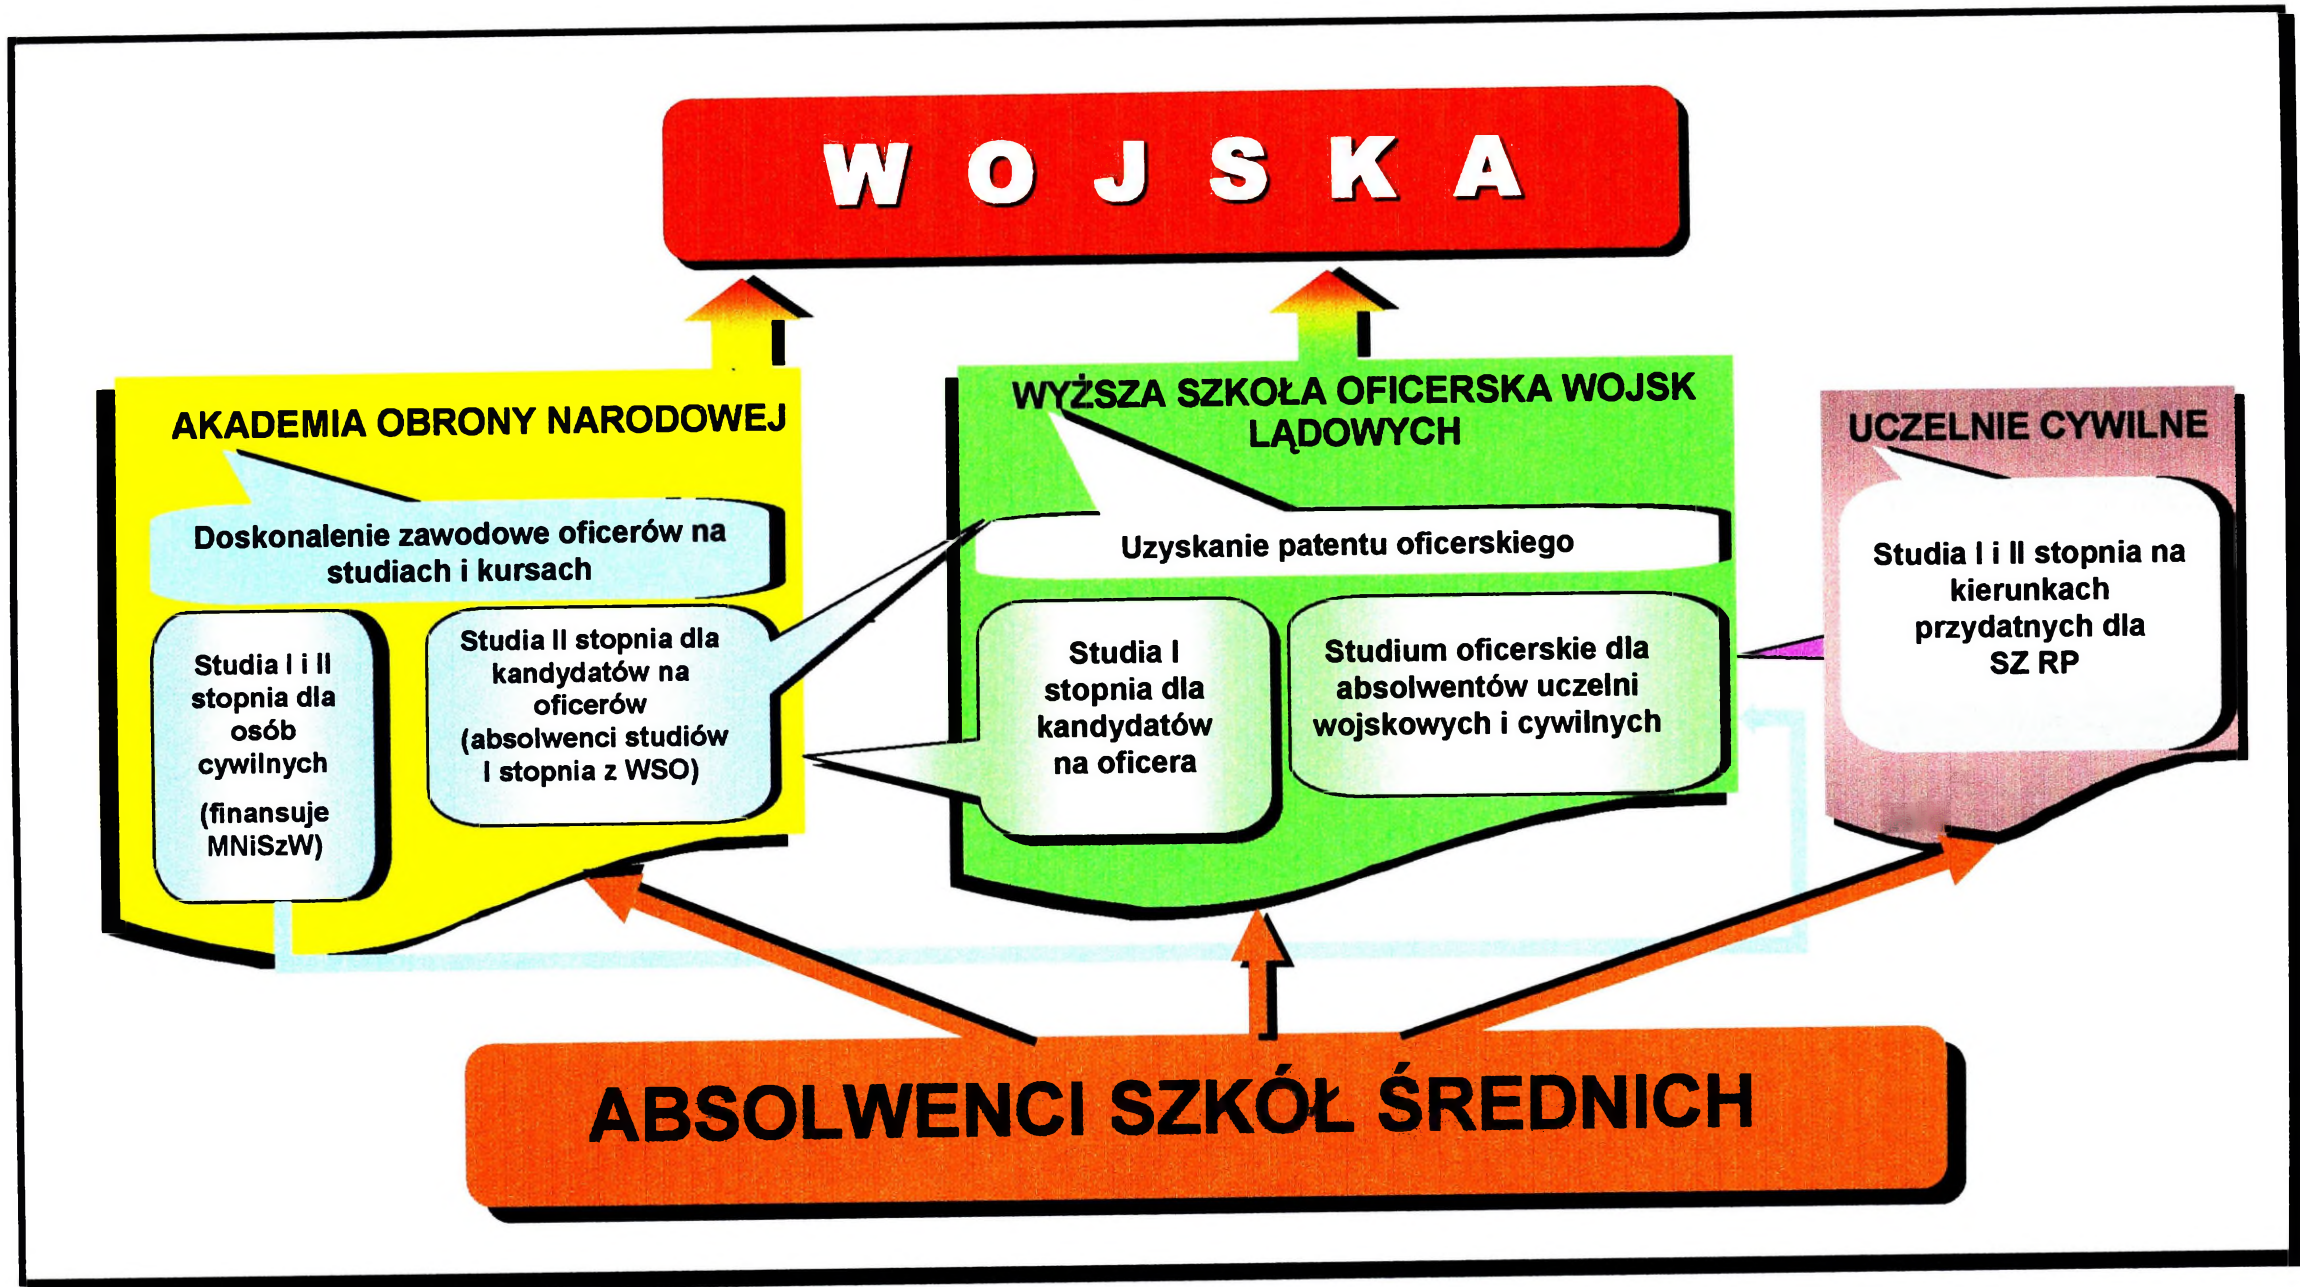 W O J S K A
AKADEMIA OBRONY NARODOWEJ
Doskonalenie zawodowe oficerów na
studiach i kursach
Studia I i II
stopnia dla
osób
cywilnych
(finansuje
MNiSzW)
Studia II stopnia dla
kandydatów na
oficerów
(absolwenci studiów
I stopnia z WSO)
WYŻSZA SZKOŁA OFICERSKA WOJSK
LĄDOWYCH
Uzyskanie patentu oficerskiego
Studia I
stopnia dla
kandydatów
na oficera
Studium oficerskie dla
absolwentów uczelni
wojskowych i cywilnych
UCZELNIE CYWILNE
Studia I i II stopnia na
kierunkach
przydatnych dla
SZ RP
ABSOLWENCI SZKÓŁ ŚREDNICH